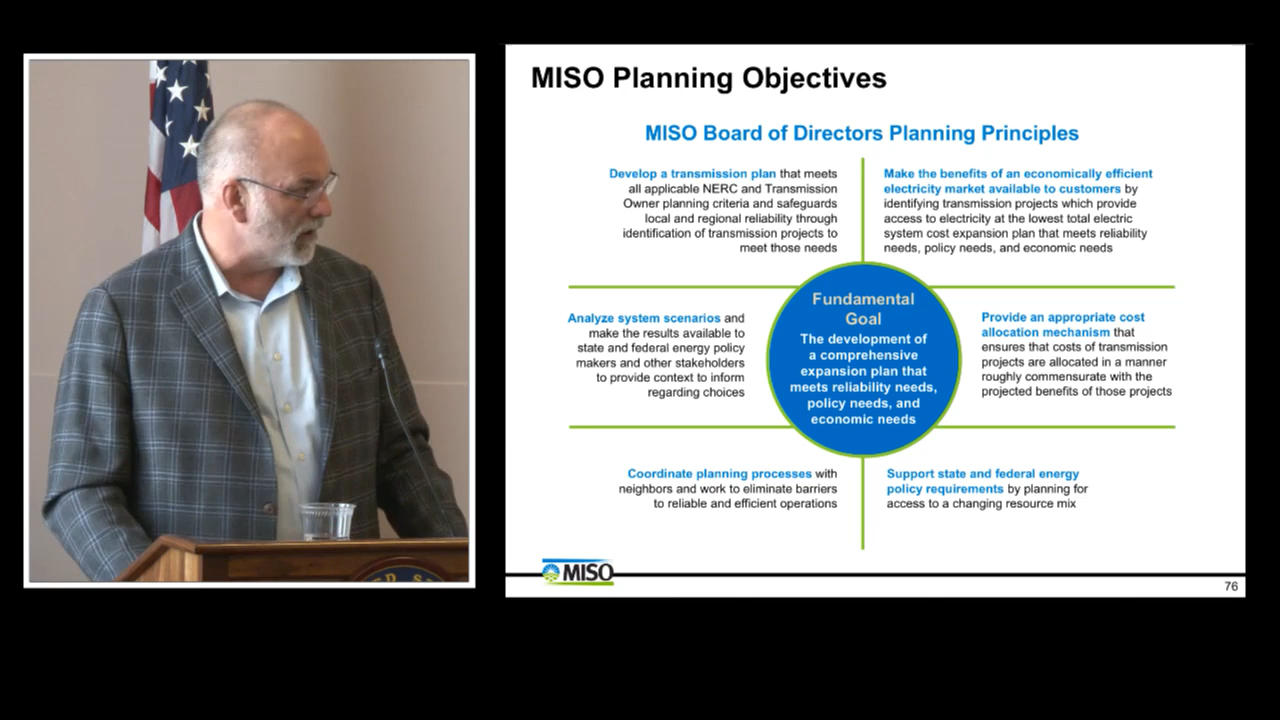 MISO Planning Objectives
MISO Board of Directors Planning Principles
Develop a transmission plan that meets
all applicable NERC and Transmission
Owner planning criteria and safeguards
local and regional reliability through
identification of transmission projects to
meet those needs
Make the benefits of an economically efficient
electricity market available to customers by
identifying transmission projects which provide
access to electricity at the lowest total electric
system cost expansion plan that meets reliability
needs, policy needs, and economic needs
Analyze system scenarios and
make the results available to
state and federal energy policy
makers and other stakeholders
to provide context to inform
regarding choices
Fundamental
Goal
The development of
a comprehensive
expansion plan that
meets reliability needs,
policy needs, and
economic needs
Provide an appropriate cost
allocation mechanism that
ensures that costs of transmission
projects are allocated in a manner
roughly commensurate with the
projected benefits of those projects
Coordinate planning processes with
neighbors and work to eliminate barriers
to reliable and efficient operations
Support state and federal energy
policy requirements by planning for
access to a changing resource mix
MISO
76